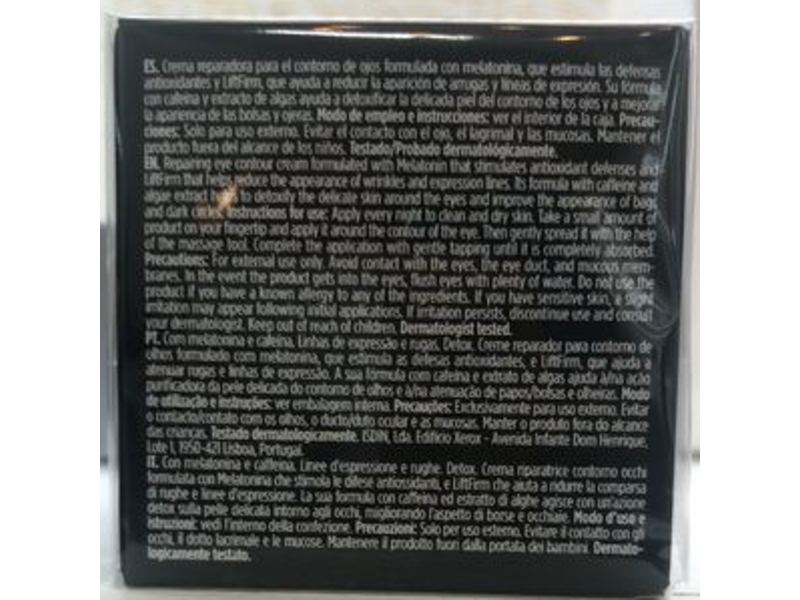 ES. Crema reparadora para el contorno de ojos formulada con melatonina, que estimula las defensas
antioxidantes y LiftFirm, que ayuda a reducir la aparición de arrugas y líneas de expresión. Su fórmula
con cafeína y extracto de algas ayuda a detoxificar la delicada piel del contorno de los ojos y a mejorar
la apariencia de las bolsas y ojeras. Modo de empleo e instrucciones: ver el interior de la caja. Precau-
ciones: Solo para uso externo. Evitar el contacto con el ojo, el lagrimal y las mucosas. Mantener el
producto fuera del alcance de los niños. Testado/Probado dermatológicamente.
EN. Repairing eye contour cream formulated with Melatonin that stimulates antioxidant defenses and
LiftFirm that helps reduce the appearance of wrinkles and expression lines. Its formula with caffeine and
algae extract to detoxify the delicate skin around the eyes and improve the appearance of bags
and dark circles. Instructions for use: Apply every night to clean and dry skin. Take a small amount of
product on your fingertip and apply it around the contour of the eye. Then gently spread it with the help
of the massage tool. Complete the application with gentle tapping until it is completely absorbed.
Precautions: For external use only. Avoid contact with the eyes, the eye duct, and mucous mem-
branes. In the event the product gets into the eyes, flush eyes with plenty of water. Do not use the
product if you have a known allergy to any of the ingredients. If you have sensitive skin, a slight
irritation may appear following initial applications. If irritation persists, discontinue use and consult
your dermatologist. Keep out of reach of children. Dermatologist tested.
PT. Com melatonina e cafeína. Linhas de expressão e rugas. Detox. Creme reparador para contorno de
olhos formulado com melatonina, que estimula as defesas antioxidantes, e LiftFirm, que ajuda a
atenuar rugas e linhas de expressão. A sua fórmula com cafeína e extrato de algas ajuda à/na ação
purificadora da pele delicada do contorno de olhos e à/na atenuação de papos/bolsas e olheiras. Modo
de utilização e instruções: ver embalagem interna. Precauções: Exclusivamente para uso externo. Evitar
o contacto/contato com os olhos, o ducto/duto ocular e as mucosas. Manter o produto fora do alcance
das crianças. Testado dermatologicamente. ISDIN, Lda. Edifício Xerox - Avenida Infante Dom Henrique,
Lote 1, 1950-421 Lisboa, Portugal.
IT. Con melatonina e caffeina. Linee d'espressione e rughe. Detox. Crema riparatrice contorno occhi
formulata con Melatonina che stimola le difese antiossidanti, e LiftFirm che aiuta a ridurre la comparsa
di rughe e linee d'espressione. La sua formula con caffeina ed estratto di alghe agisce con un'azione
detox sulla pelle delicata intorno agli occhi, migliorando l'aspetto di borse e occhiaie. Modo d'uso e
istruzioni: vedi l'interno della confezione. Precauzioni: Solo per uso esterno. Evitare il contatto con gli
occhi, il dotto lacrimale e le mucose. Mantenere il prodotto fuori dalla portata dei bambini. Dermato-
logicamente testato.